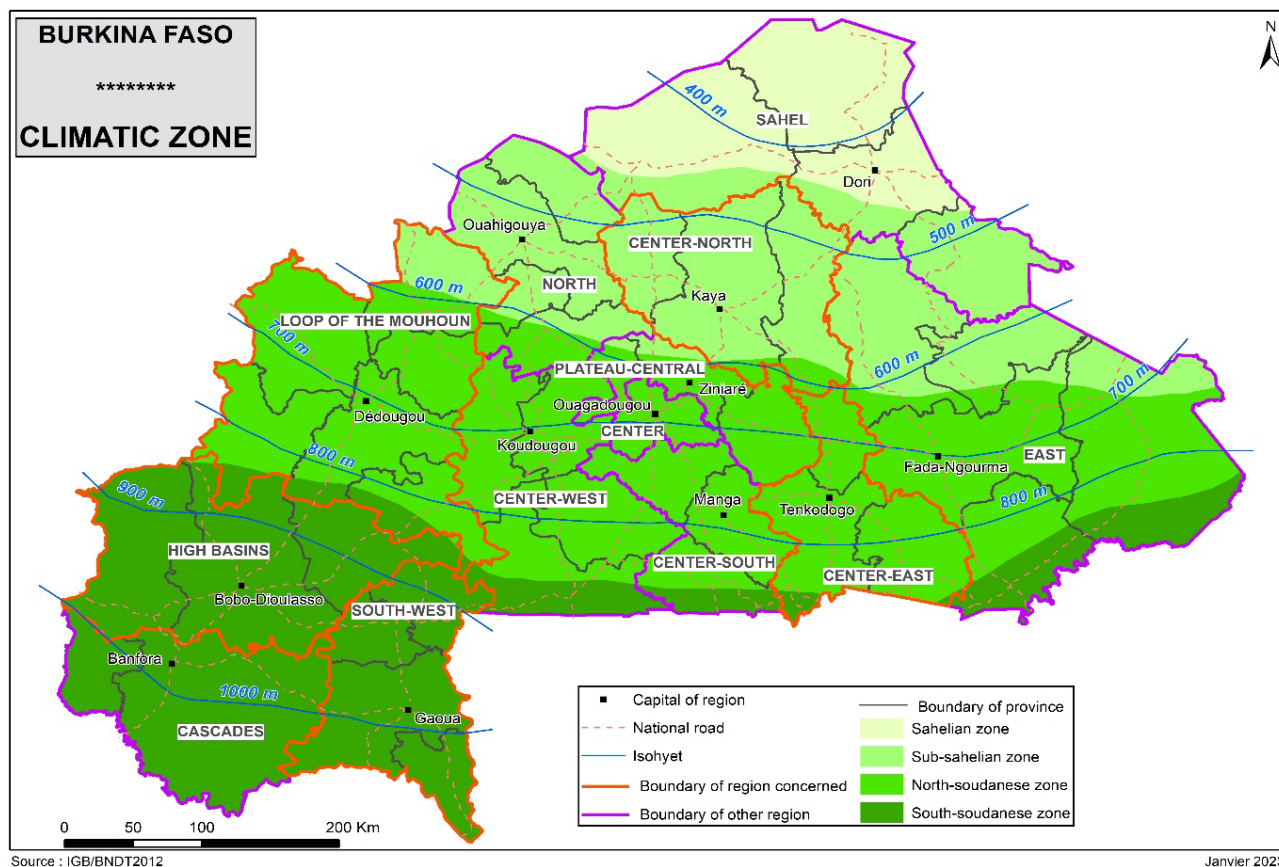 BURKINA FASO
********
CLIMATIC ZONE
N
400 m
SAHEL
Dori
Ouahigouya
CENTER-NORTH
500 m
600 m
NORTH
Kaya
LOOP OF THE MOUHOUN
700 m
600 m
PLATEAU-CENTRAL
Ziniaré
700 m
Dédougou
Ouagadougou
CENTER
Koudougou
800 m
Fada-Ngourma
EAST
900 m
CENTER-WEST
Manga
Tenkodogo
800 m
HIGH BASINS
CENTER-SOUTH
CENTER-EAST
Bobo-Dioulasso
SOUTH-WEST
Banfora
1000 m
Gaoua
CASCADES
Capital of region
National road
Isohyet
Boundary of region concerned
Boundary of other region
Boundary of province
Sahelian zone
Sub-sahelian zone
North-soudanese zone
South-soudanese zone
0 50 100 200 Km
Source : IGB/BNDT2012
Janvier 2023